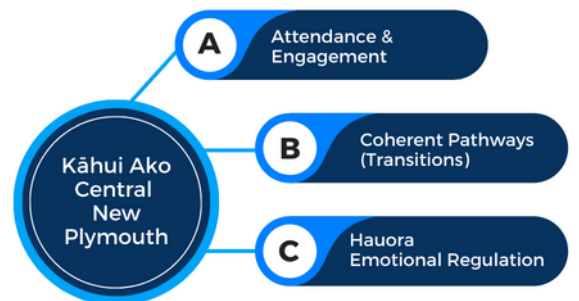 A
Attendance &
Engagement
Kāhui Ako
Central
New
Plymouth
B
Coherent Pathways
(Transitions)
C
Hauora
Emotional Regulation